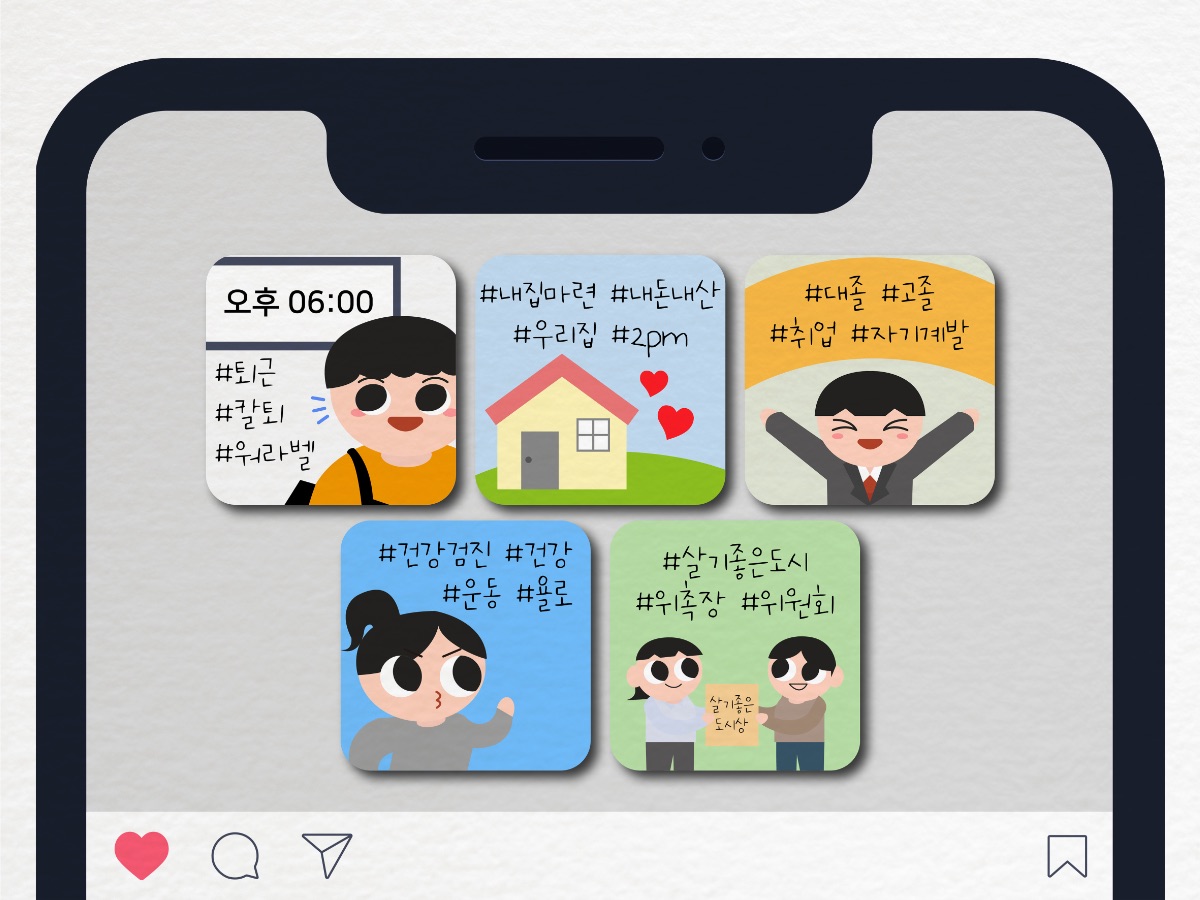 오후 06:00
#퇴근
#칼퇴
#워라벨
#내집마련 #내돈내산
#우리집 #2pm
#대졸 #고졸
#취업 #자기계발
#건강검진 #건강
#운동 #욜로
#살기좋은도시
#위촉장 #위원회
살기좋은
도시상